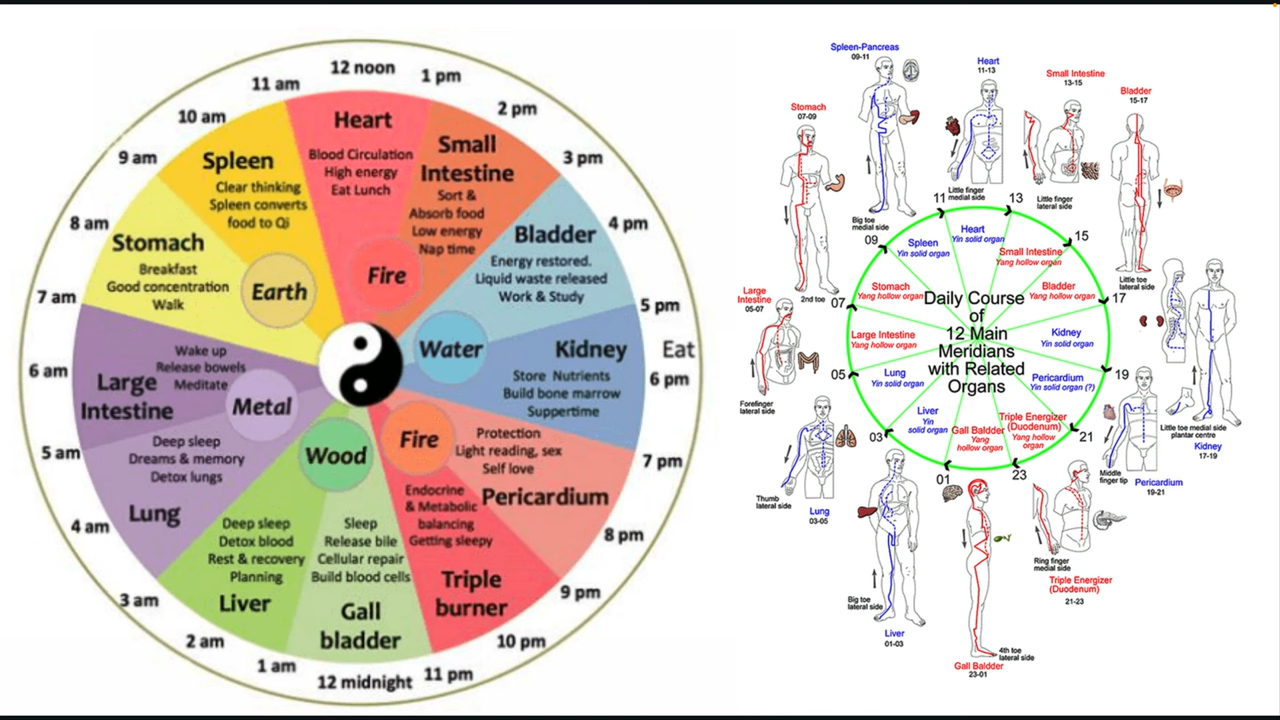 12 noon
1 pm
2 pm
3 pm
4 pm
5 pm
Eat
6 pm
7 pm
8 pm
9 pm
10 pm
11 pm
12 midnight
1 am
2 am
3 am
4 am
5 am
6 am
7 am
8 am
9 am
10 am
11 am
Heart
Blood Circulation
High energy
Eat Lunch
Small
Intestine
Sort &
Absorb food
Low energy
Nap time
Bladder
Energy restored.
Liquid waste released
Work & Study
Kidney
Store Nutrients
Build bone marrow
Suppertime
Protection
Light reading, sex
Self love
Pericardium
Endocrine
& Metabolic
balancing
Getting sleepy
Triple
burner
Sleep
Release bile
Cellular repair
Build blood cells
Gall
bladder
Deep sleep
Detox blood
Rest & recovery
Planning
Liver
Deep sleep
Dreams & memory
Detox lungs
Lung
Wake up
Release bowels
Meditate
Large
Intestine
Stomach
Breakfast
Good concentration
Walk
Spleen
Clear thinking
Spleen converts
food to Qi
Fire
Water
Fire
Wood
Metal
Earth
Spleen-Pancreas
09-11
Big toe
medial side
Heart
11-13
Little finger
medial side
Small Intestine
13-15
Little finger
lateral side
Bladder
15-17
Little toe
lateral side
Little toe medial side
plantar centre
Kidney
17-19
Middle
finger tip
Pericardium
19-21
Ring finger
medial side
Triple Energizer
(Duodenum)
21-23
4th toe
lateral side
Gall Baldder
23-01
Big toe
lateral side
Liver
01-03
Thumb
lateral side
Lung
03-05
Large
Intestine
05-07
Forefinger
lateral side
Stomach
07-09
2nd toe
11
13
15
17
19
21
23
01
03
05
07
09
Heart
Yin solid organ
Small Intestine
Yang hollow organ
Bladder
Yang hollow organ
Kidney
Yin solid organ
Pericardium
Yin solid organ (?)
Triple Energizer
(Duodenum)
Yang hollow
organ
Gall Baldder
Yang
hollow organ
Liver
Yin
solid organ
Lung
Yin solid organ
Large Intestine
Yang hollow organ
Stomach
Yang hollow organ
Spleen
Yin solid organ
Daily Course
of
12 Main
Meridians
with Related
Organs